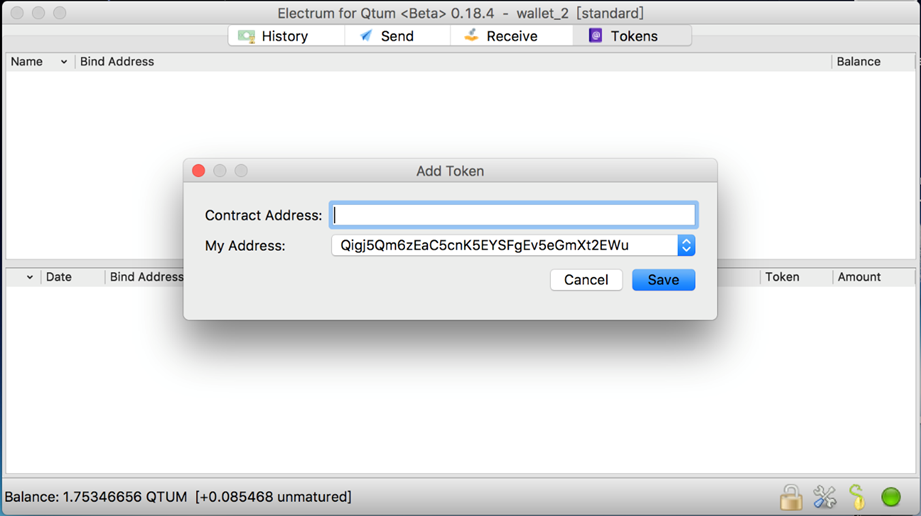 Electrum for Qtum <Beta> 0.18.4 - wallet_2 [standard]
History Send Receive Tokens
Name Bind Address Balance
Add Token
Contract Address:
My Address: Qigj5Qm6zEaC5cnK5EYSFgEv5eGmXt2EWu
Cancel Save
Date Bind Address Token Amount
Balance: 1.75346656 QTUM [+0.085468 unmatured]